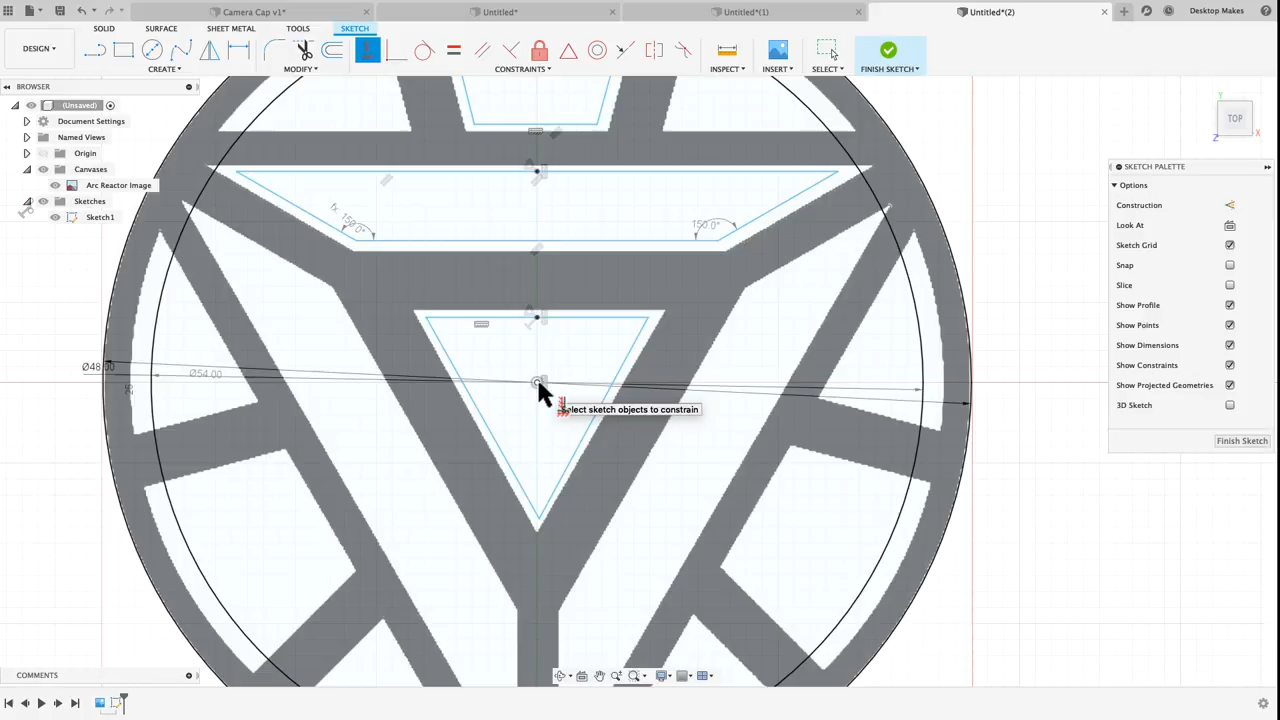 Camera Cap v1*
Untitled*
Untitled*(1)
Untitled*(2)
Desktop Makes
DESIGN
SOLID
SURFACE
SHEET METAL
TOOLS
SKETCH
CREATE
MODIFY
CONSTRAINTS
INSPECT
INSERT
SELECT
FINISH SKETCH
BROWSER
(Unsaved)
Document Settings
Named Views
Origin
Canvases
Arc Reactor Image
Sketches
Sketch1
fx: 150.0°
150.0°
Ø48.00
Ø54.00
25
Select sketch objects to constrain
TOP
Y
X
Z
SKETCH PALETTE
Options
Construction
Look At
Sketch Grid
Snap
Slice
Show Profile
Show Points
Show Dimensions
Show Constraints
Show Projected Geometries
3D Sketch
Finish Sketch
COMMENTS